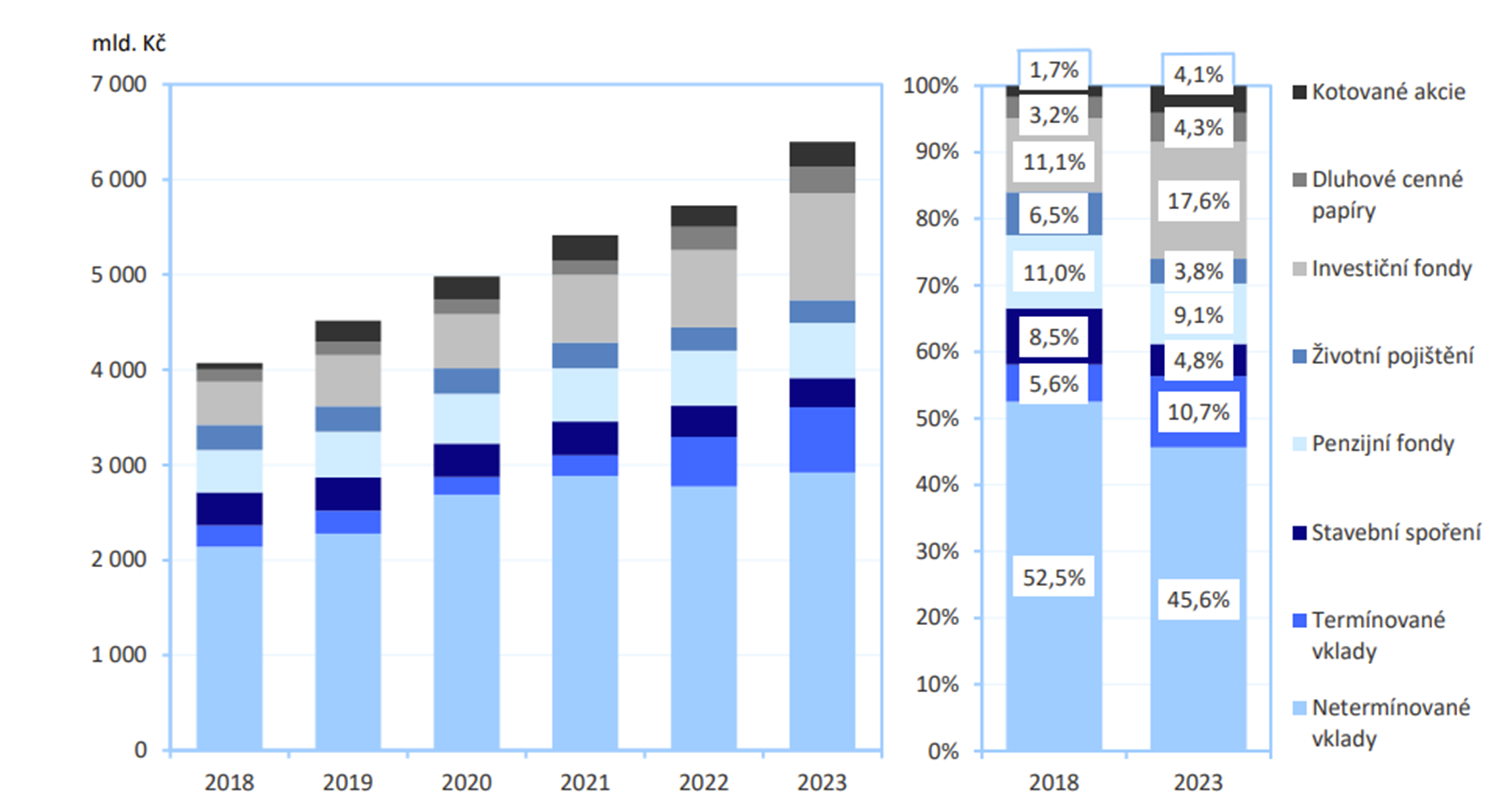 mld. Kč
7 000
6 000
5 000
4 000
3 000
2 000
1 000
0
2018 2019 2020 2021 2022 2023
100%
90%
80%
70%
60%
50%
40%
30%
20%
10%
0%
1,7%
3,2%
11,1%
6,5%
11,0%
8,5%
5,6%
52,5%
4,1%
4,3%
17,6%
3,8%
9,1%
4,8%
10,7%
45,6%
2018 2023
Kotované akcie
Dluhové cenné
papíry
Investiční fondy
Životní pojištění
Penzijní fondy
Stavební spoření
Termínované
vklady
Netermínované
vklady